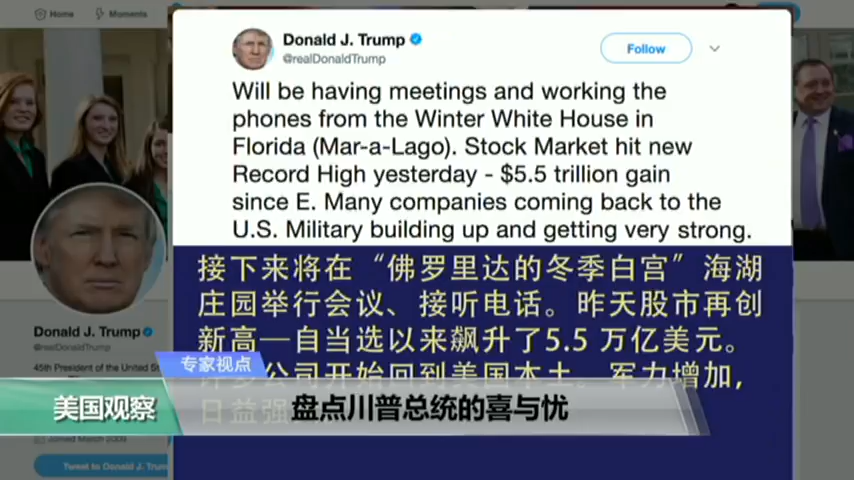 Home Moments
Donald J. Trump
@realDonaldTrump
Follow
Will be having meetings and working the
phones from the Winter White House in
Florida (Mar-a-Lago). Stock Market hit new
Record High yesterday - $5.5 trillion gain
since E. Many companies coming back to the
U.S. Military building up and getting very strong.
接下来将在“佛罗里达的冬季白宫”海湖
庄园举行会议、接听电话。昨天股市再创
新高—自当选以来飙升了5.5 万亿美元。
许多公司开始回到美国本土。军力增加,
日益强
Donald J. Trump
@realDonaldTrump
45th President of the United St
专家视点
美国观察
盘点川普总统的喜与忧
Joined March 2009
Tweet to Donald J. Trum